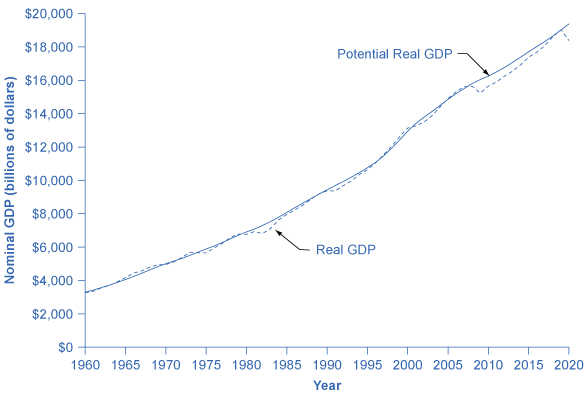 $20,000
$18,000
$16,000
$14,000
$12,000
$10,000
$8,000
$6,000
$4,000
$2,000
$0
Nominal GDP (billions of dollars)
Potential Real GDP
Real GDP
1960 1965 1970 1975 1980 1982 1985 1990 1995 2000 2005 2010 2015 2020
Year